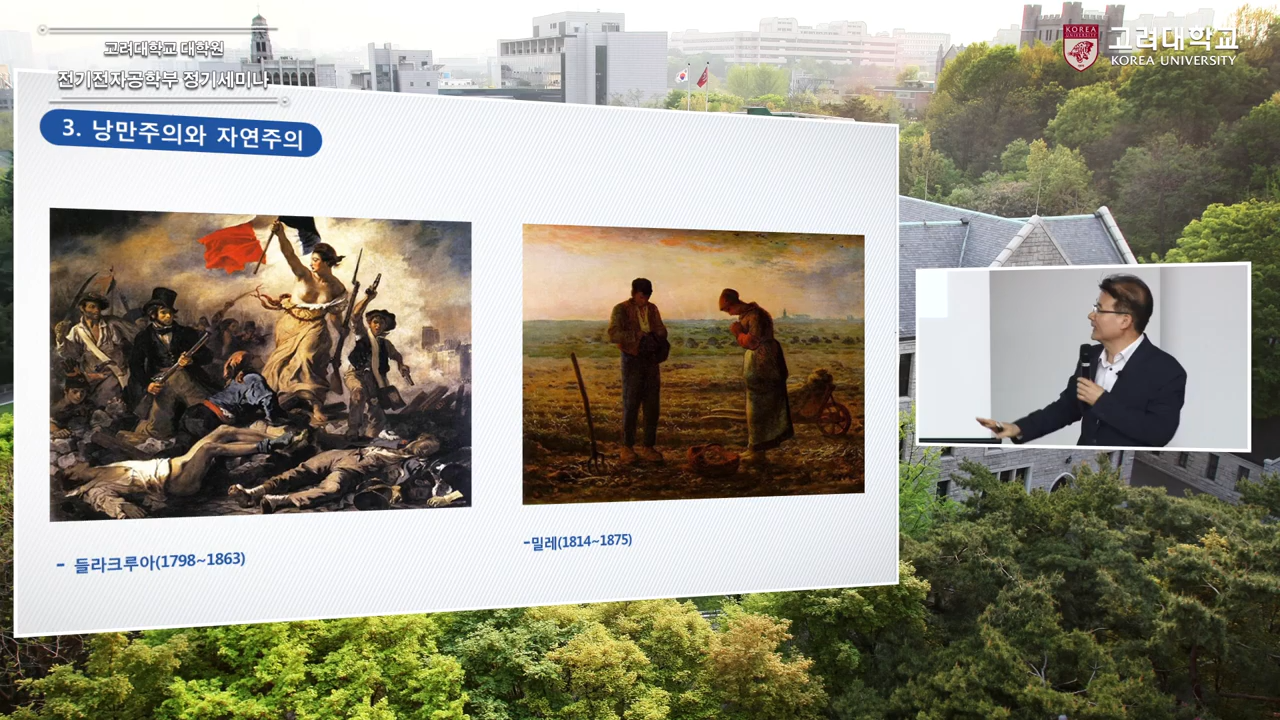 고려대학교 대학원
전기전자공학부 정기세미나
KOREA
UNIVERSITY
고려대학교
KOREA UNIVERSITY
3. 낭만주의와 자연주의
- 들라크루아(1798~1863)
-밀레(1814~1875)